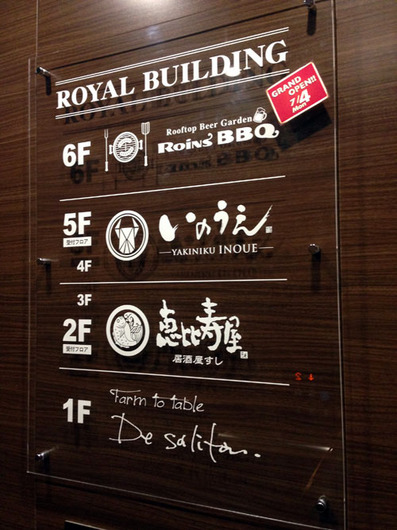 ROYAL BUILDING
GRAND
OPEN!!
7/4
Mon
6F
Rooftop Beer Garden
Roins' BBQ
5F
受付フロア
4F
いのうえ
YAKINIKU INOUE
3F
2F
受付フロア
恵比寿屋
居酒屋すし
1F
Farm to table
De salita..